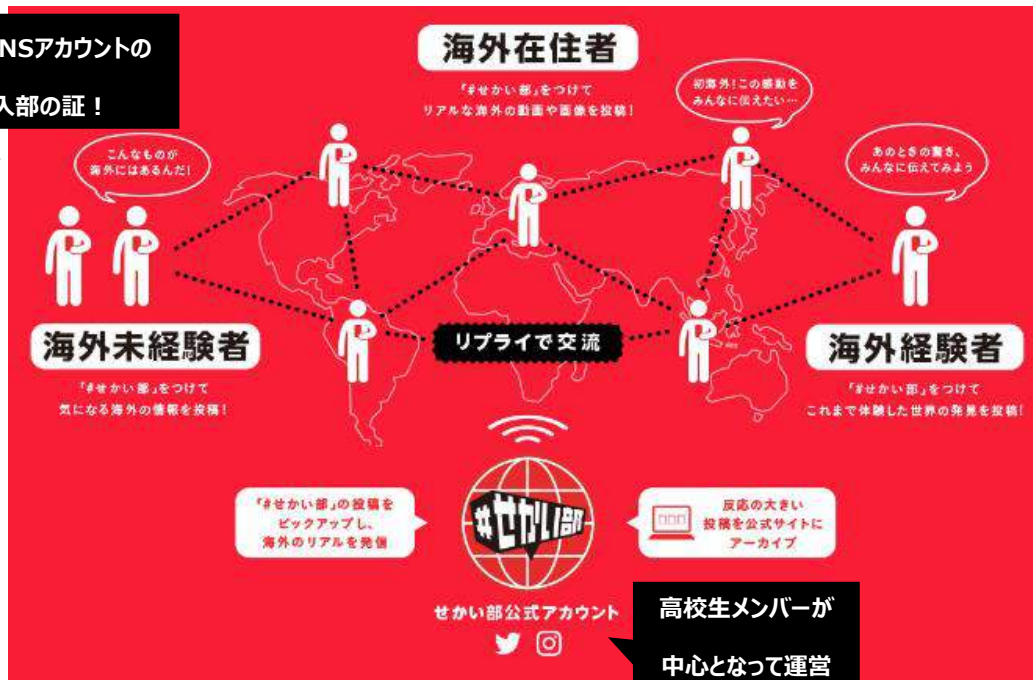 NSアカウントの
入部の証！
海外在住者
「#せかい部」をつけて
リアルな海外の動画や画像を投稿!
初海外!この感動を
みんなに伝えたい…
こんなものが
海外にはあるんだ!
あのときの驚き、
みんなに伝えてみよう
海外未経験者
「#せかい部」をつけて
気になる海外の情報を投稿!
リプライで交流
海外経験者
「#せかい部」をつけて
これまで体験した世界の発見を投稿!
「#せかい部」の投稿を
ピックアップし、
海外のリアルを発信
#せかい部
反応の大きい
投稿を公式サイトに
アーカイブ
せかい部公式アカウント
高校生メンバーが
中心となって運営